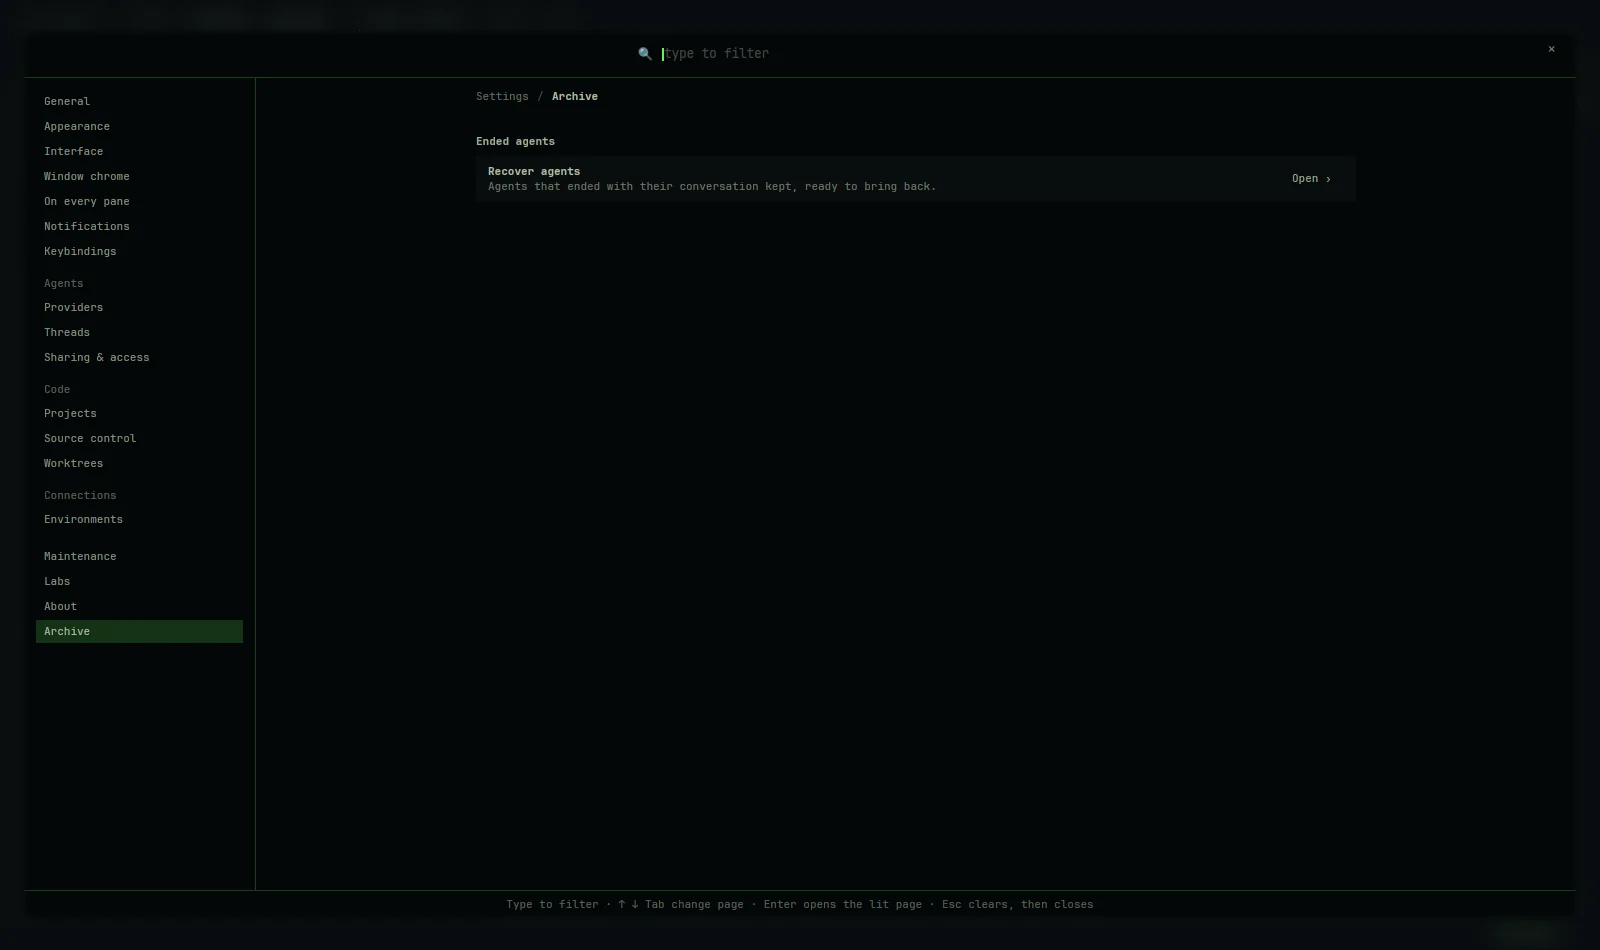 type to filter
×
General
Appearance
Interface
Window chrome
On every pane
Notifications
Keybindings
Agents
Providers
Threads
Sharing & access
Code
Projects
Source control
Worktrees
Connections
Environments
Maintenance
Labs
About
Archive
Settings / Archive
Ended agents
Recover agents
Agents that ended with their conversation kept, ready to bring back.
Open ›
Type to filter · ↑ ↓ Tab change page · Enter opens the lit page · Esc clears, then closes